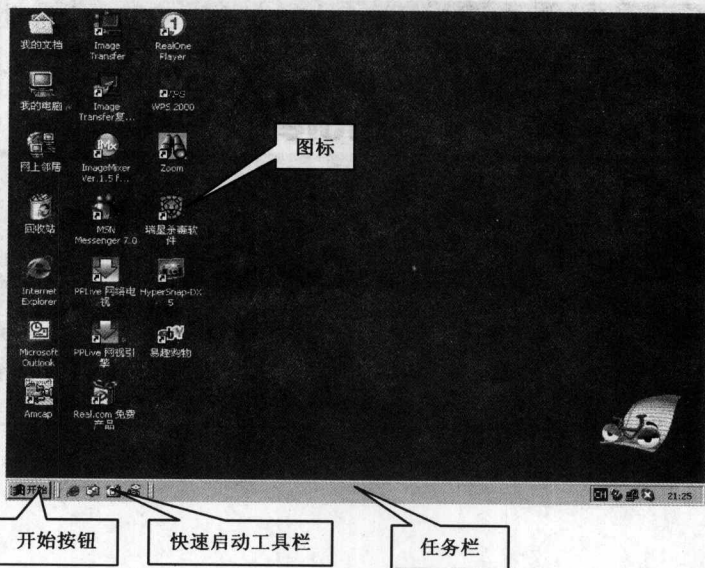 我的文档
Image
Transfer
RealOne
Player
我的电脑
Image
Transfer复...
WPS 2000
网上邻居
ImageMixer
Ver.1.5 f...
Zoom
图标
回收站
MSN
Messenger 7.0
瑞星杀毒软
件
Internet
Explorer
PPLive 网络电
视
HyperSnap-DX
5
Microsoft
Outlook
PPLive 网视引
擎
易趣购物
Amcap
Real.com 免费
产品
开始
CH
21:25
开始按钮
快速启动工具栏
任务栏